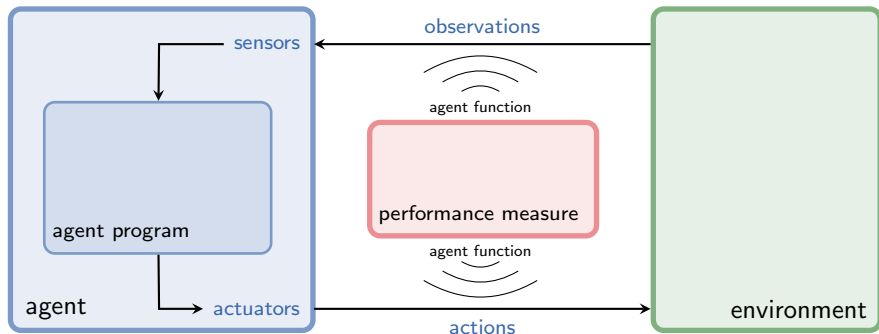 observations
sensors
agent function
agent program
performance measure
agent function
agent
actuators
environment
actions